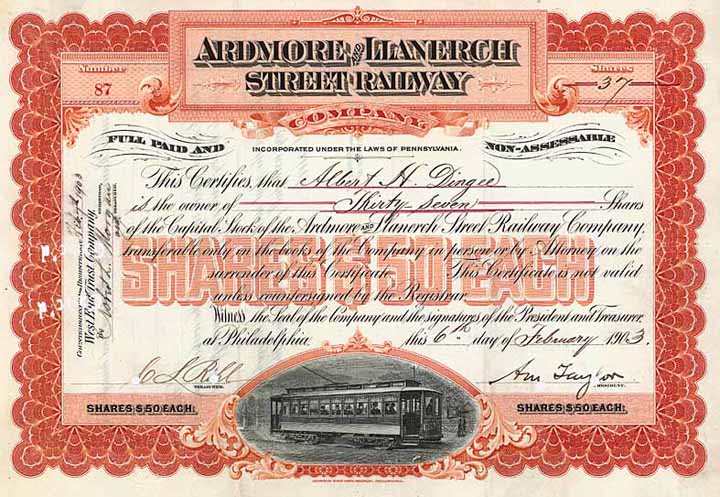 ARDMORE AND LLANERCH
STREET RAILWAY
COMPANY
Number
87
Shares
37
FULL PAID AND
INCORPORATED UNDER THE LAWS OF PENNSYLVANIA.
NON-ASSESSABLE
This Certifies, that Albert H. Dingee
is the owner of Thirty Seven Shares
of the Capital Stock of the Ardmore AND Llanerch Street Railway Company,
transferable only on the books of the Company in person or by Attorney, on the
surrender of this Certificate. This Certificate is not valid
unless countersigned by the Registrar.
SHARES $50 EACH
Witness, the Seal of the Company and the signatures of the President and Treasurer,
at Philadelphia this 6th day of February 1903.
TREASURER.
Wm Taylor
PRESIDENT.
SHARES $50 EACH.
SHARES $50 EACH.
West End Trust Company,